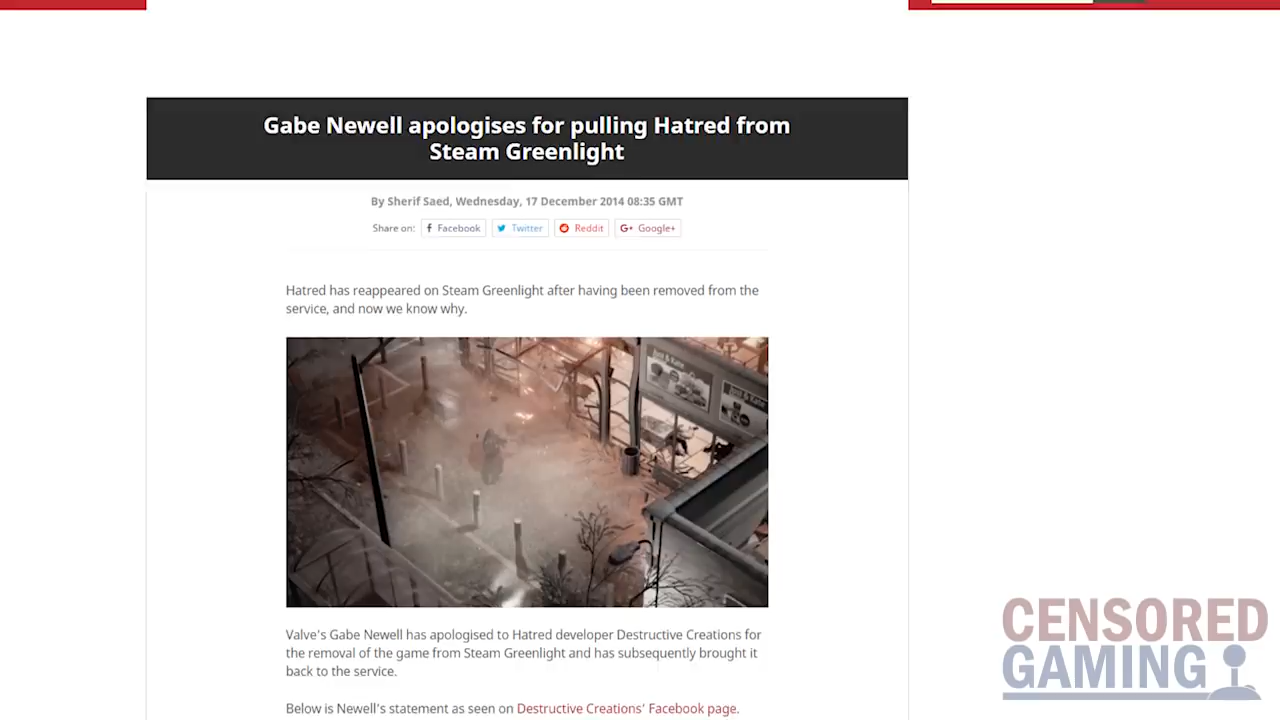 Gabe Newell apologises for pulling Hatred from
Steam Greenlight
By Sherif Saed, Wednesday, 17 December 2014 08:35 GMT
Share on: Facebook Twitter Reddit Google+
Hatred has reappeared on Steam Greenlight after having been removed from the
service, and now we know why.
Valve's Gabe Newell has apologised to Hatred developer Destructive Creations for
the removal of the game from Steam Greenlight and has subsequently brought it
back to the service.
Below is Newell's statement as seen on Destructive Creations' Facebook page.
CENSORED
GAMING